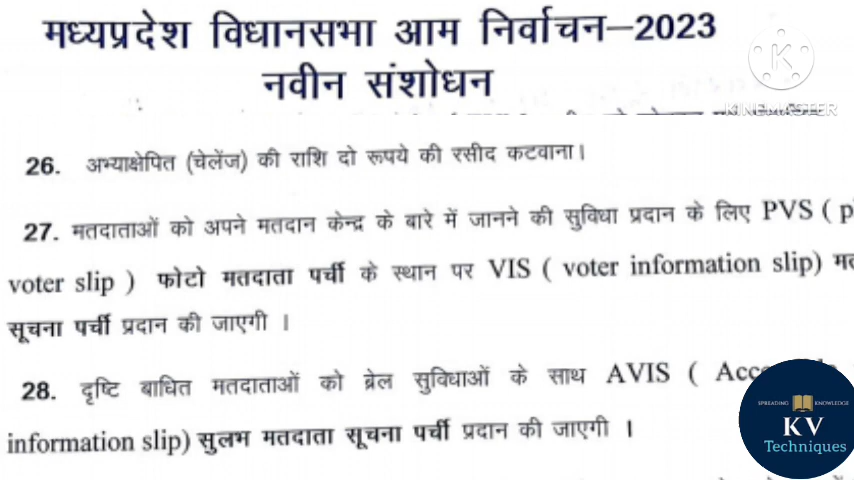 मध्यप्रदेश विधानसभा आम निर्वाचन–2023
नवीन संशोधन
KINEMASTER
26. अभ्याक्षेपित (चेलेंज) की राशि दो रूपये की रसीद कटवाना।
27. मतदाताओं को अपने मतदान केन्द्र के बारे में जानने की सुविधा प्रदान के लिए PVS ( p
voter slip ) फोटो मतदाता पर्ची के स्थान पर VIS ( voter information slip)
सूचना पर्ची प्रदान की जाएगी ।
28. दृष्टि बाधित मतदाताओं को ब्रेल सुविधाओं के साथ AVIS (
information slip) सुलभ मतदाता सूचना पर्ची प्रदान की जाएगी ।
SPREADING KNOWLEDGE
KV
Techniques